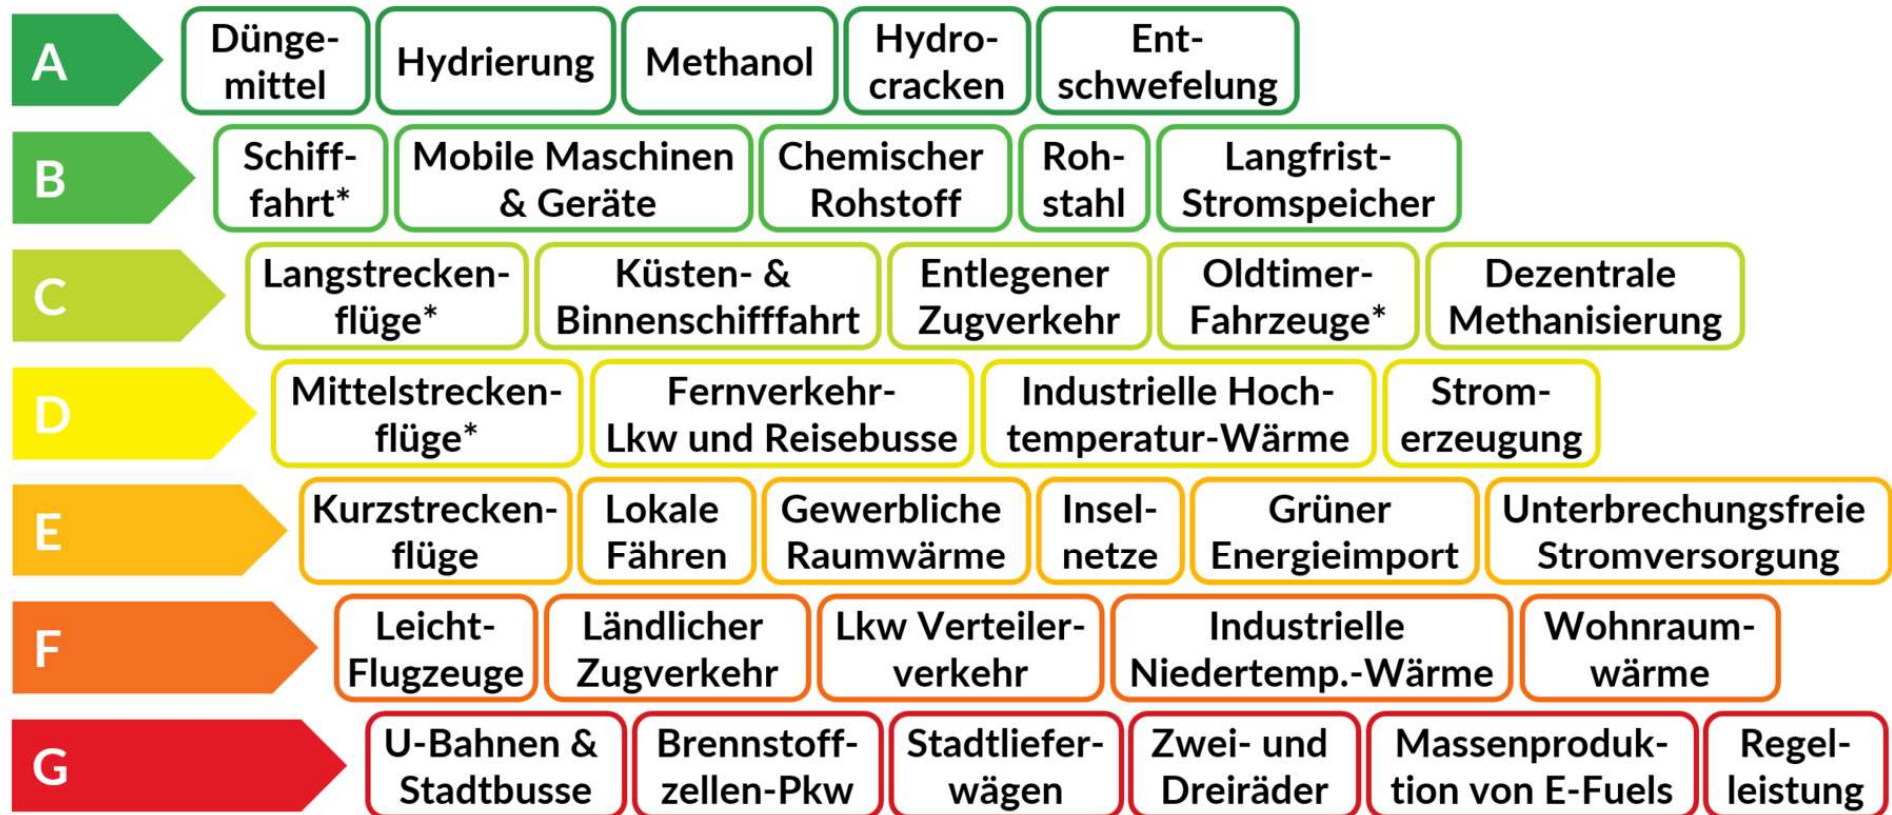 A
Dünge-
mittel
Hydrierung
Methanol
Hydro-
cracken
Ent-
schwefelung
B
Schiff-
fahrt*
Mobile Maschinen
& Geräte
Chemischer
Rohstoff
Roh-
stahl
Langfrist-
Stromspeicher
C
Langstrecken-
flüge*
Küsten- &
Binnenschifffahrt
Entlegener
Zugverkehr
Oldtimer-
Fahrzeuge*
Dezentrale
Methanisierung
D
Mittelstrecken-
flüge*
Fernverkehr-
Lkw und Reisebusse
Industrielle Hoch-
temperatur-Wärme
Strom-
erzeugung
E
Kurzstrecken-
flüge
Lokale
Fähren
Gewerbliche
Raumwärme
Insel-
netze
Grüner
Energieimport
Unterbrechungsfreie
Stromversorgung
F
Leicht-
Flugzeuge
Ländlicher
Zugverkehr
Lkw Verteiler-
verkehr
Industrielle
Niedertemp.-Wärme
Wohnraum-
wärme
G
U-Bahnen &
Stadtbusse
Brennstoff-
zellen-Pkw
Stadtliefer-
wägen
Zwei- und
Dreiräder
Massenproduk-
tion von E-Fuels
Regel-
leistung